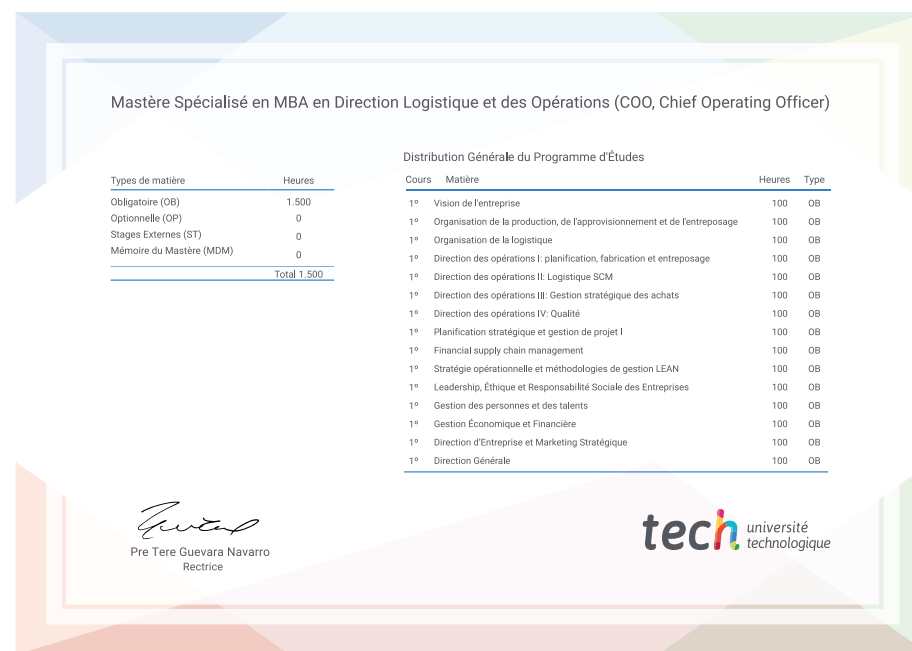 Mastère Spécialisé en MBA en Direction Logistique et des Opérations (COO, Chief Operating Officer)
Types de matière Heures
Obligatoire (OB) 1.500
Optionnelle (OP) 0
Stages Externes (ST) 0
Mémoire du Mastère (MDM) 0
Total 1.500
Distribution Générale du Programme d'Études
Cours Matière Heures Type
1º Vision de l'entreprise 100 OB
1º Organisation de la production, de l'approvisionnement et de l'entreposage 100 OB
1º Organisation de la logistique 100 OB
1º Direction des opérations I: planification, fabrication et entreposage 100 OB
1º Direction des opérations II: Logistique SCM 100 OB
1º Direction des opérations III: Gestion stratégique des achats 100 OB
1º Direction des opérations IV: Qualité 100 OB
1º Planification stratégique et gestion de projet I 100 OB
1º Financial supply chain management 100 OB
1º Stratégie opérationnelle et méthodologies de gestion LEAN 100 OB
1º Leadership, Éthique et Responsabilité Sociale des Entreprises 100 OB
1º Gestion des personnes et des talents 100 OB
1º Gestion Économique et Financière 100 OB
1º Direction d'Entreprise et Marketing Stratégique 100 OB
1º Direction Générale 100 OB
Pre Tere Guevara Navarro
Rectrice
tech université
technologique